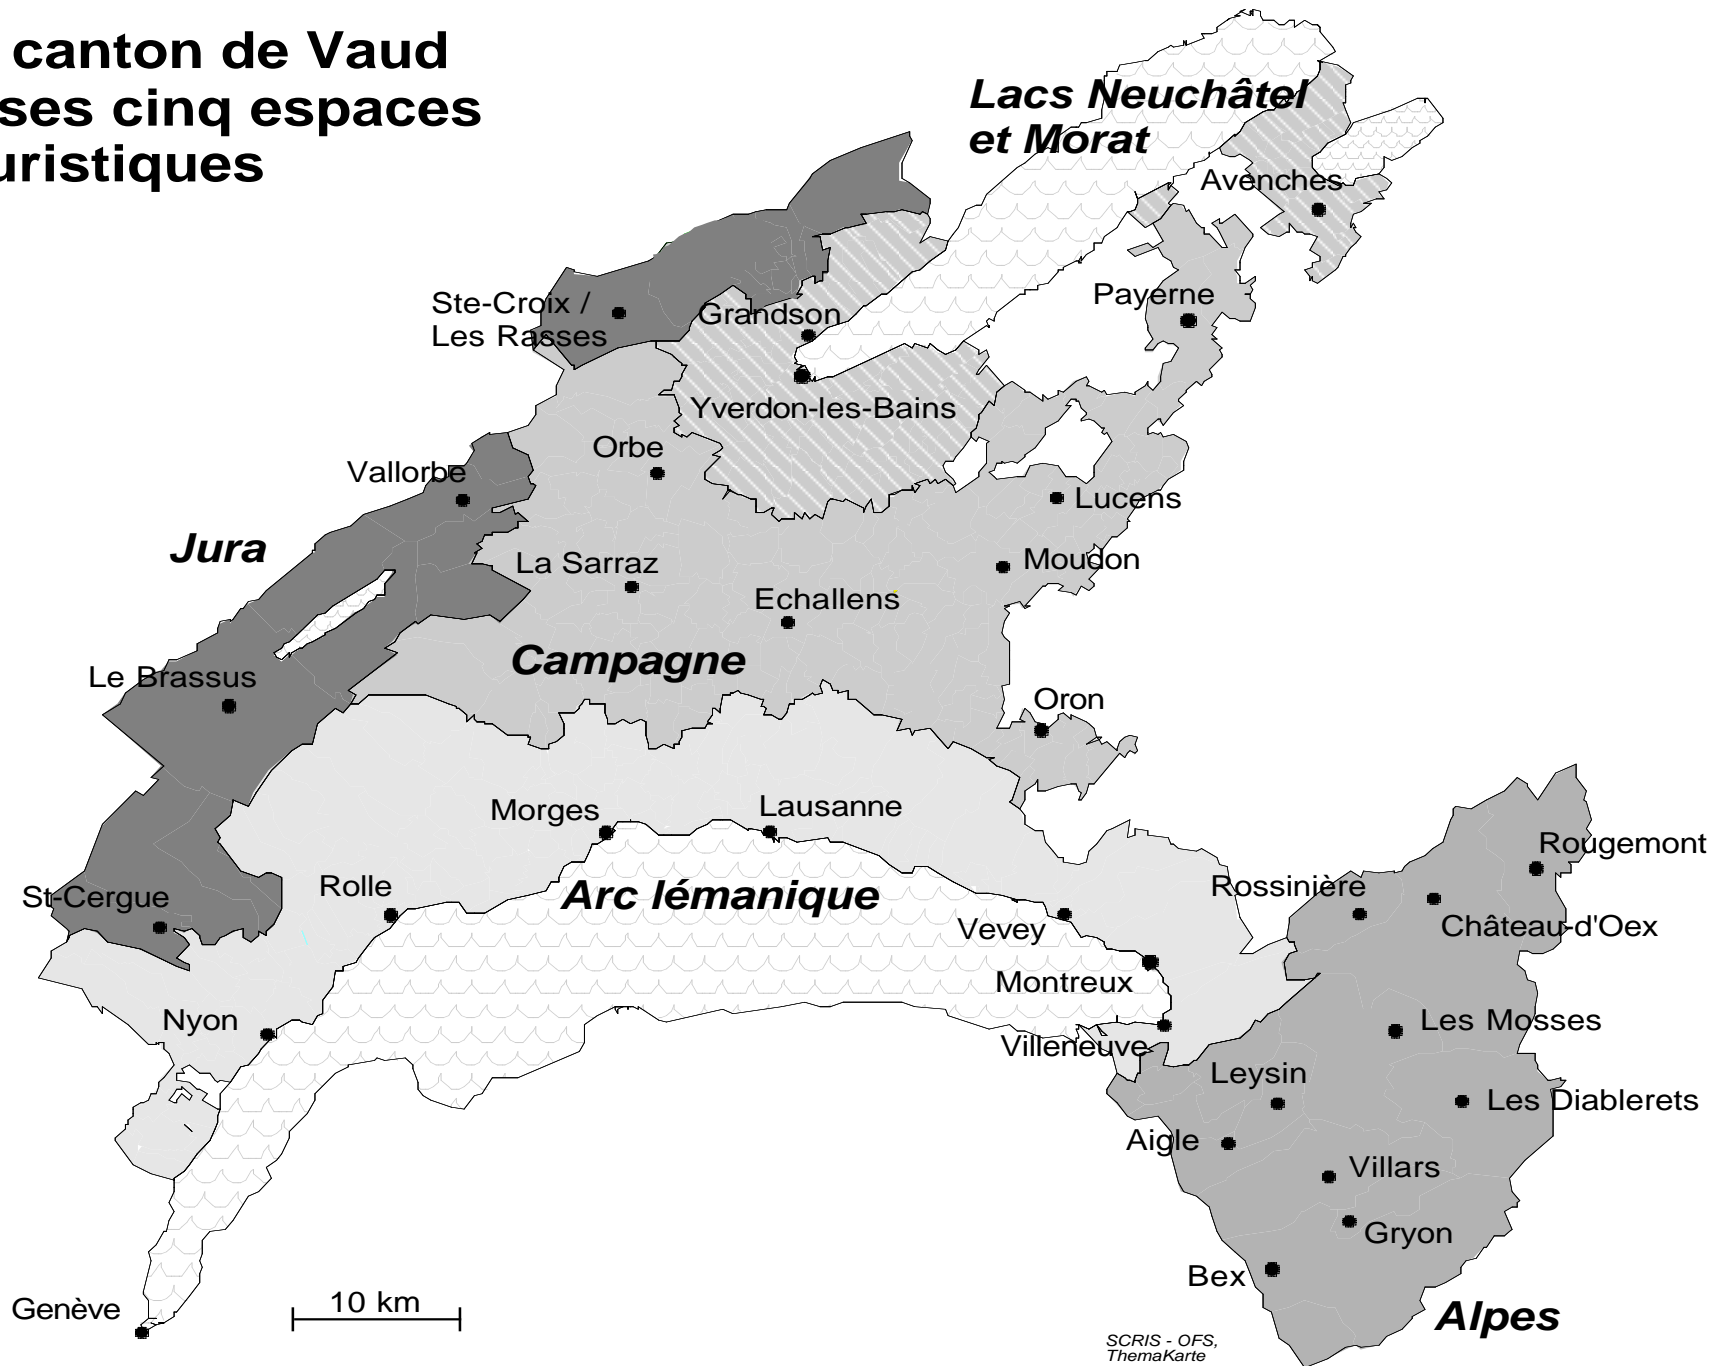 canton de Vaud
ses cinq espaces
uristiques
Lacs Neuchâtel
et Morat
Avenches
Payerne
Ste-Croix /
Les Rasses
Grandson
Yverdon-les-Bains
Orbe
Vallorbe
Lucens
Jura
La Sarraz
Moudon
Echallens
Campagne
Le Brassus
Oron
Morges
Lausanne
Rougemont
St-Cergue
Rolle
Arc lémanique
Rossinière
Vevey
Château-d'Oex
Montreux
Nyon
Les Mosses
Villeneuve
Leysin
Les Diablerets
Aigle
Villars
Gryon
Bex
Genève
10 km
Alpes
SCRIS - OFS,
ThemaKarte